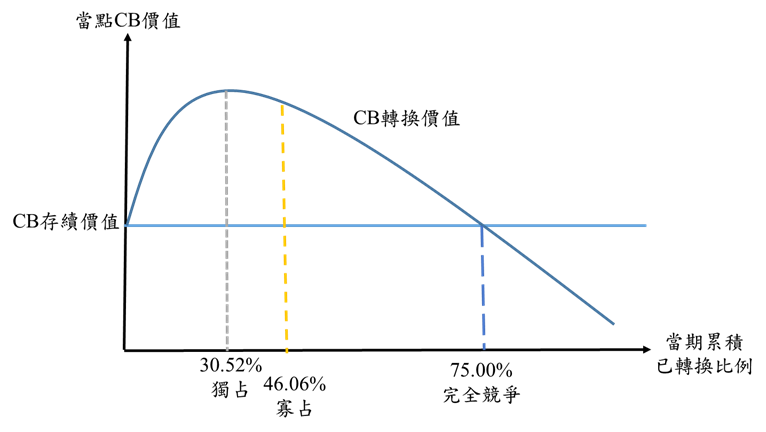 當點CB價值
CB轉換價值
CB存續價值
當期累積
已轉換比例
30.52%
獨占
46.06%
寡占
75.00%
完全競爭